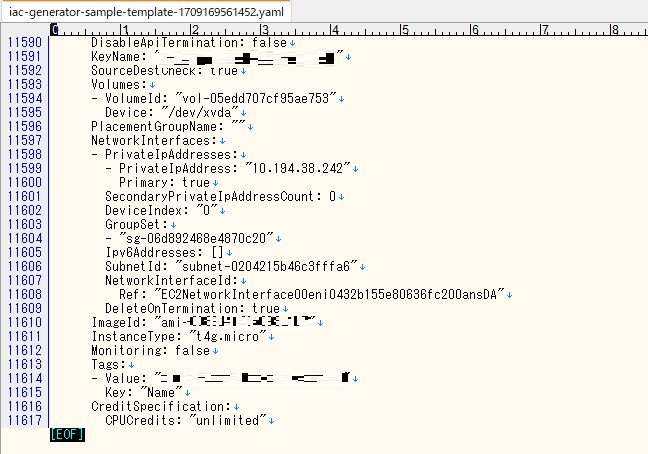 iac-generator-sample-template-1709169561452.yaml
0 1 2 3 4 5 6 7 8
11590 DisableApiTermination: false↓
11591 KeyName: " "↓
11592 SourceDestCheck: true↓
11593 Volumes:↓
11594 - VolumeId: "vol-05edd707cf95ae753"↓
11595 Device: "/dev/xvda"↓
11596 PlacementGroupName: ""↓
11597 NetworkInterfaces:↓
11598 - PrivateIpAddresses:↓
11599 - PrivateIpAddress: "10.194.38.242"↓
11600 Primary: true↓
11601 SecondaryPrivateIpAddressCount: 0↓
11602 DeviceIndex: "0"↓
11603 GroupSet:↓
11604 - "sg-06d892468e4870c20"↓
11605 Ipv6Addresses: []↓
11606 SubnetId: "subnet-0204215b46c3fffa6"↓
11607 NetworkInterfaceId:↓
11608 Ref: "EC2NetworkInterface00eni0432b155e80636fc200ansDA"↓
11609 DeleteOnTermination: true↓
11610 ImageId: "ami- "↓
11611 InstanceType: "t4g.micro"↓
11612 Monitoring: false↓
11613 Tags:↓
11614 - Value: " "↓
11615 Key: "Name"↓
11616 CreditSpecification:↓
11617 CPUCredits: "unlimited"↓
[EOF]